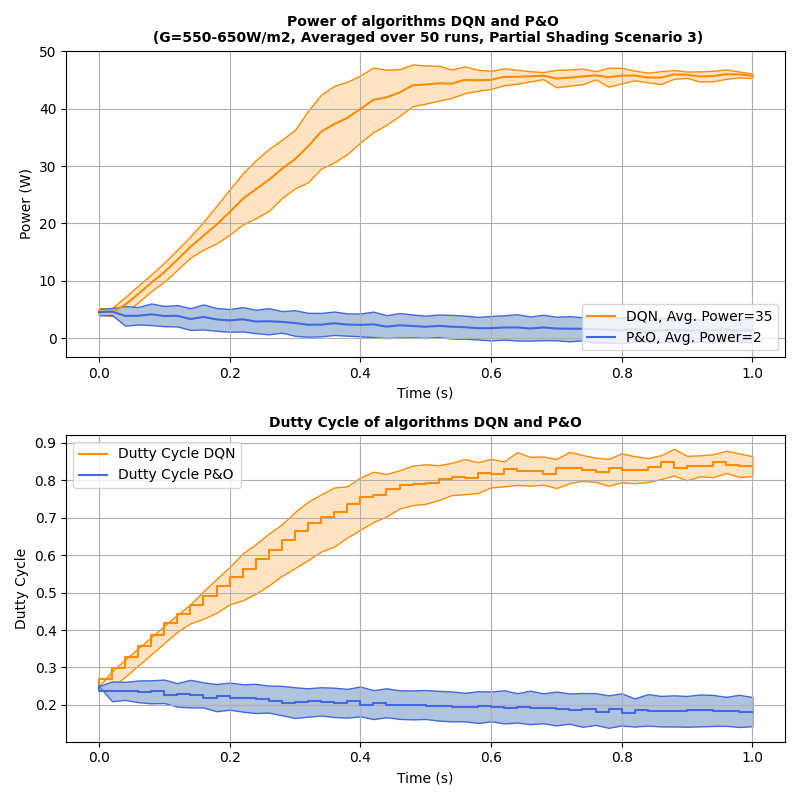 Power of algorithms DQN and P&O
(G=550-650W/m2, Averaged over 50 runs, Partial Shading Scenario 3)
50
40
30
20
10
0
Power (W)
DQN, Avg. Power=35
P&O, Avg. Power=2
0.0 0.2 0.4 0.6 0.8 1.0
Time (s)
Dutty Cycle of algorithms DQN and P&O
0.9
0.8
0.7
0.6
0.5
0.4
0.3
0.2
Dutty Cycle
Dutty Cycle DQN
Dutty Cycle P&O
0.0 0.2 0.4 0.6 0.8 1.0
Time (s)